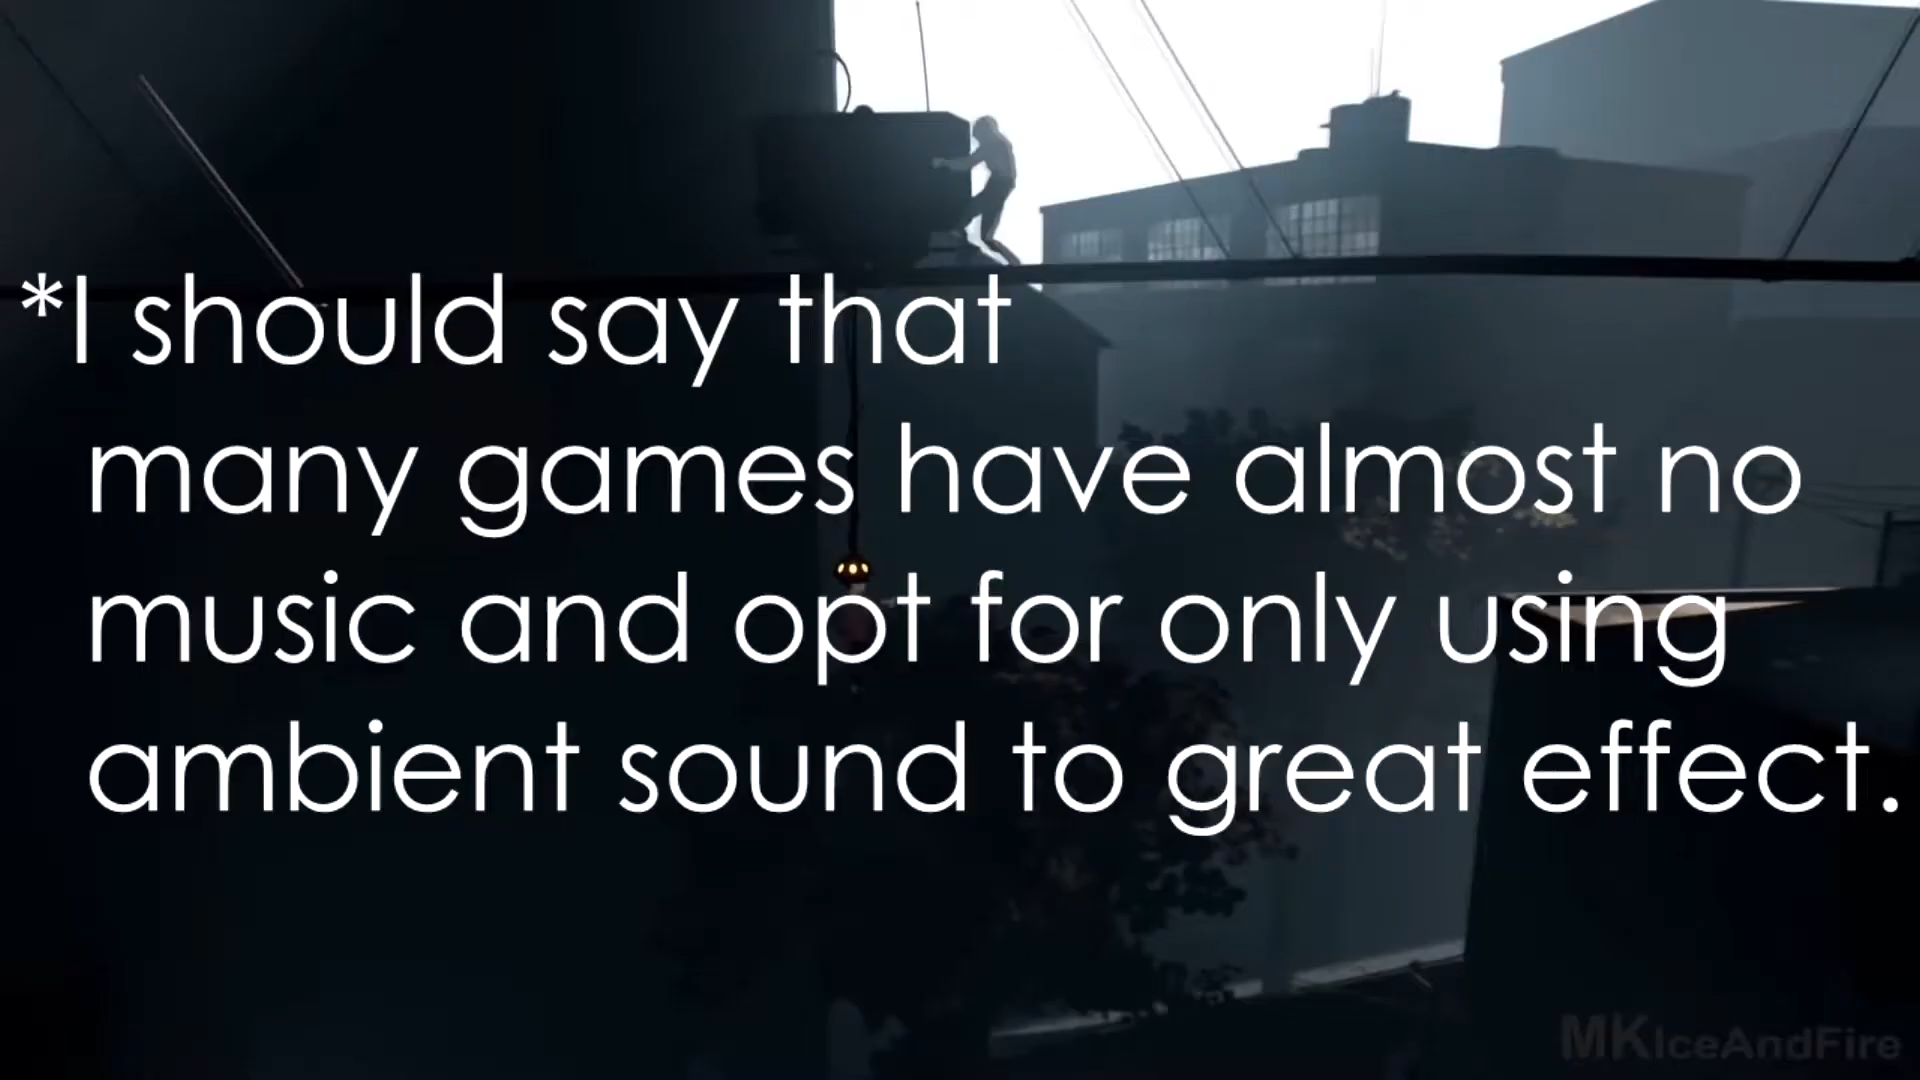 *I should say that
many games have almost no
music and opt for only using
ambient sound to great effect.
MKIceAndFire